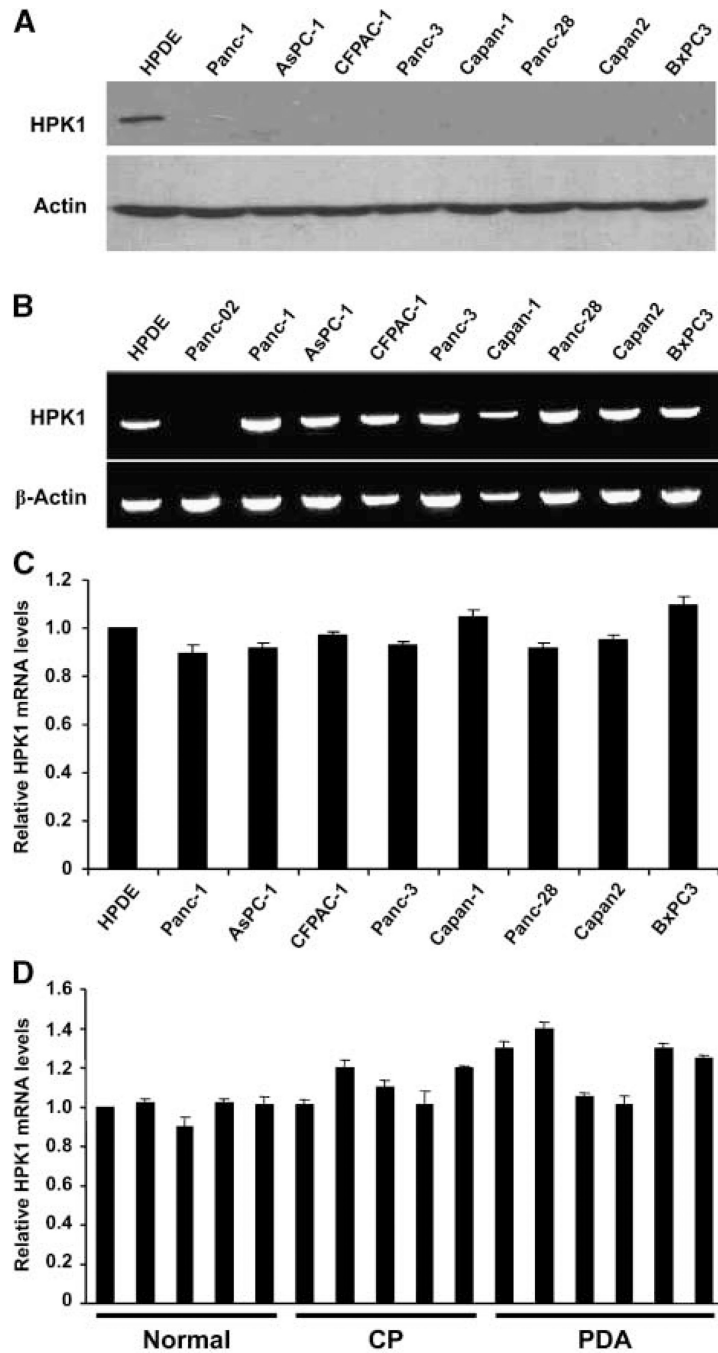 A
HPDE Panc-1 AsPC-1 CFPAC-1 Panc-3 Capan-1 Panc-28 Capan2 BxPC3
HPK1
Actin
B
HPDE Panc-02 Panc-1 AsPC-1 CFPAC-1 Panc-3 Capan-1 Panc-28 Capan2 BxPC3
HPK1
β-Actin
C
Relative HPK1 mRNA levels
1.2
1.0
0.8
0.6
0.4
0.2
0
HPDE Panc-1 AsPC-1 CFPAC-1 Panc-3 Capan-1 Panc-28 Capan2 BxPC3
D
Relative HPK1 mRNA levels
1.6
1.4
1.2
1.0
0.8
0.6
0.4
0.2
0
Normal CP PDA